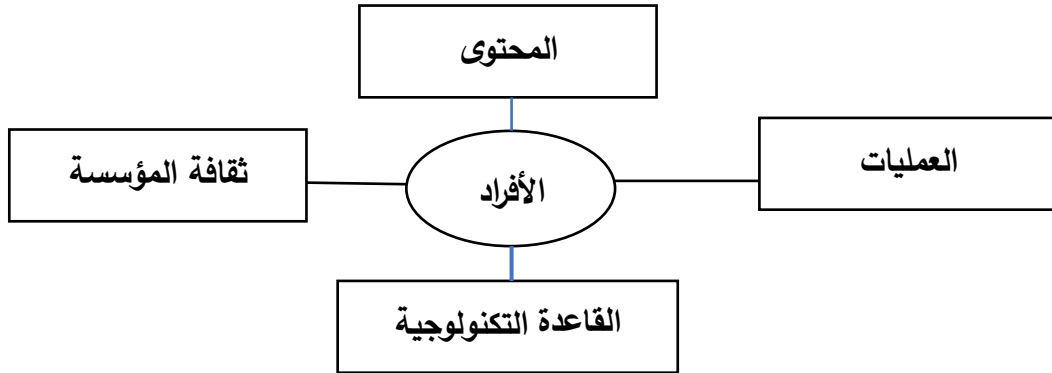 المحتوى
العمليات
ثقافة المؤسسة
الأفراد
القاعدة التكنولوجية